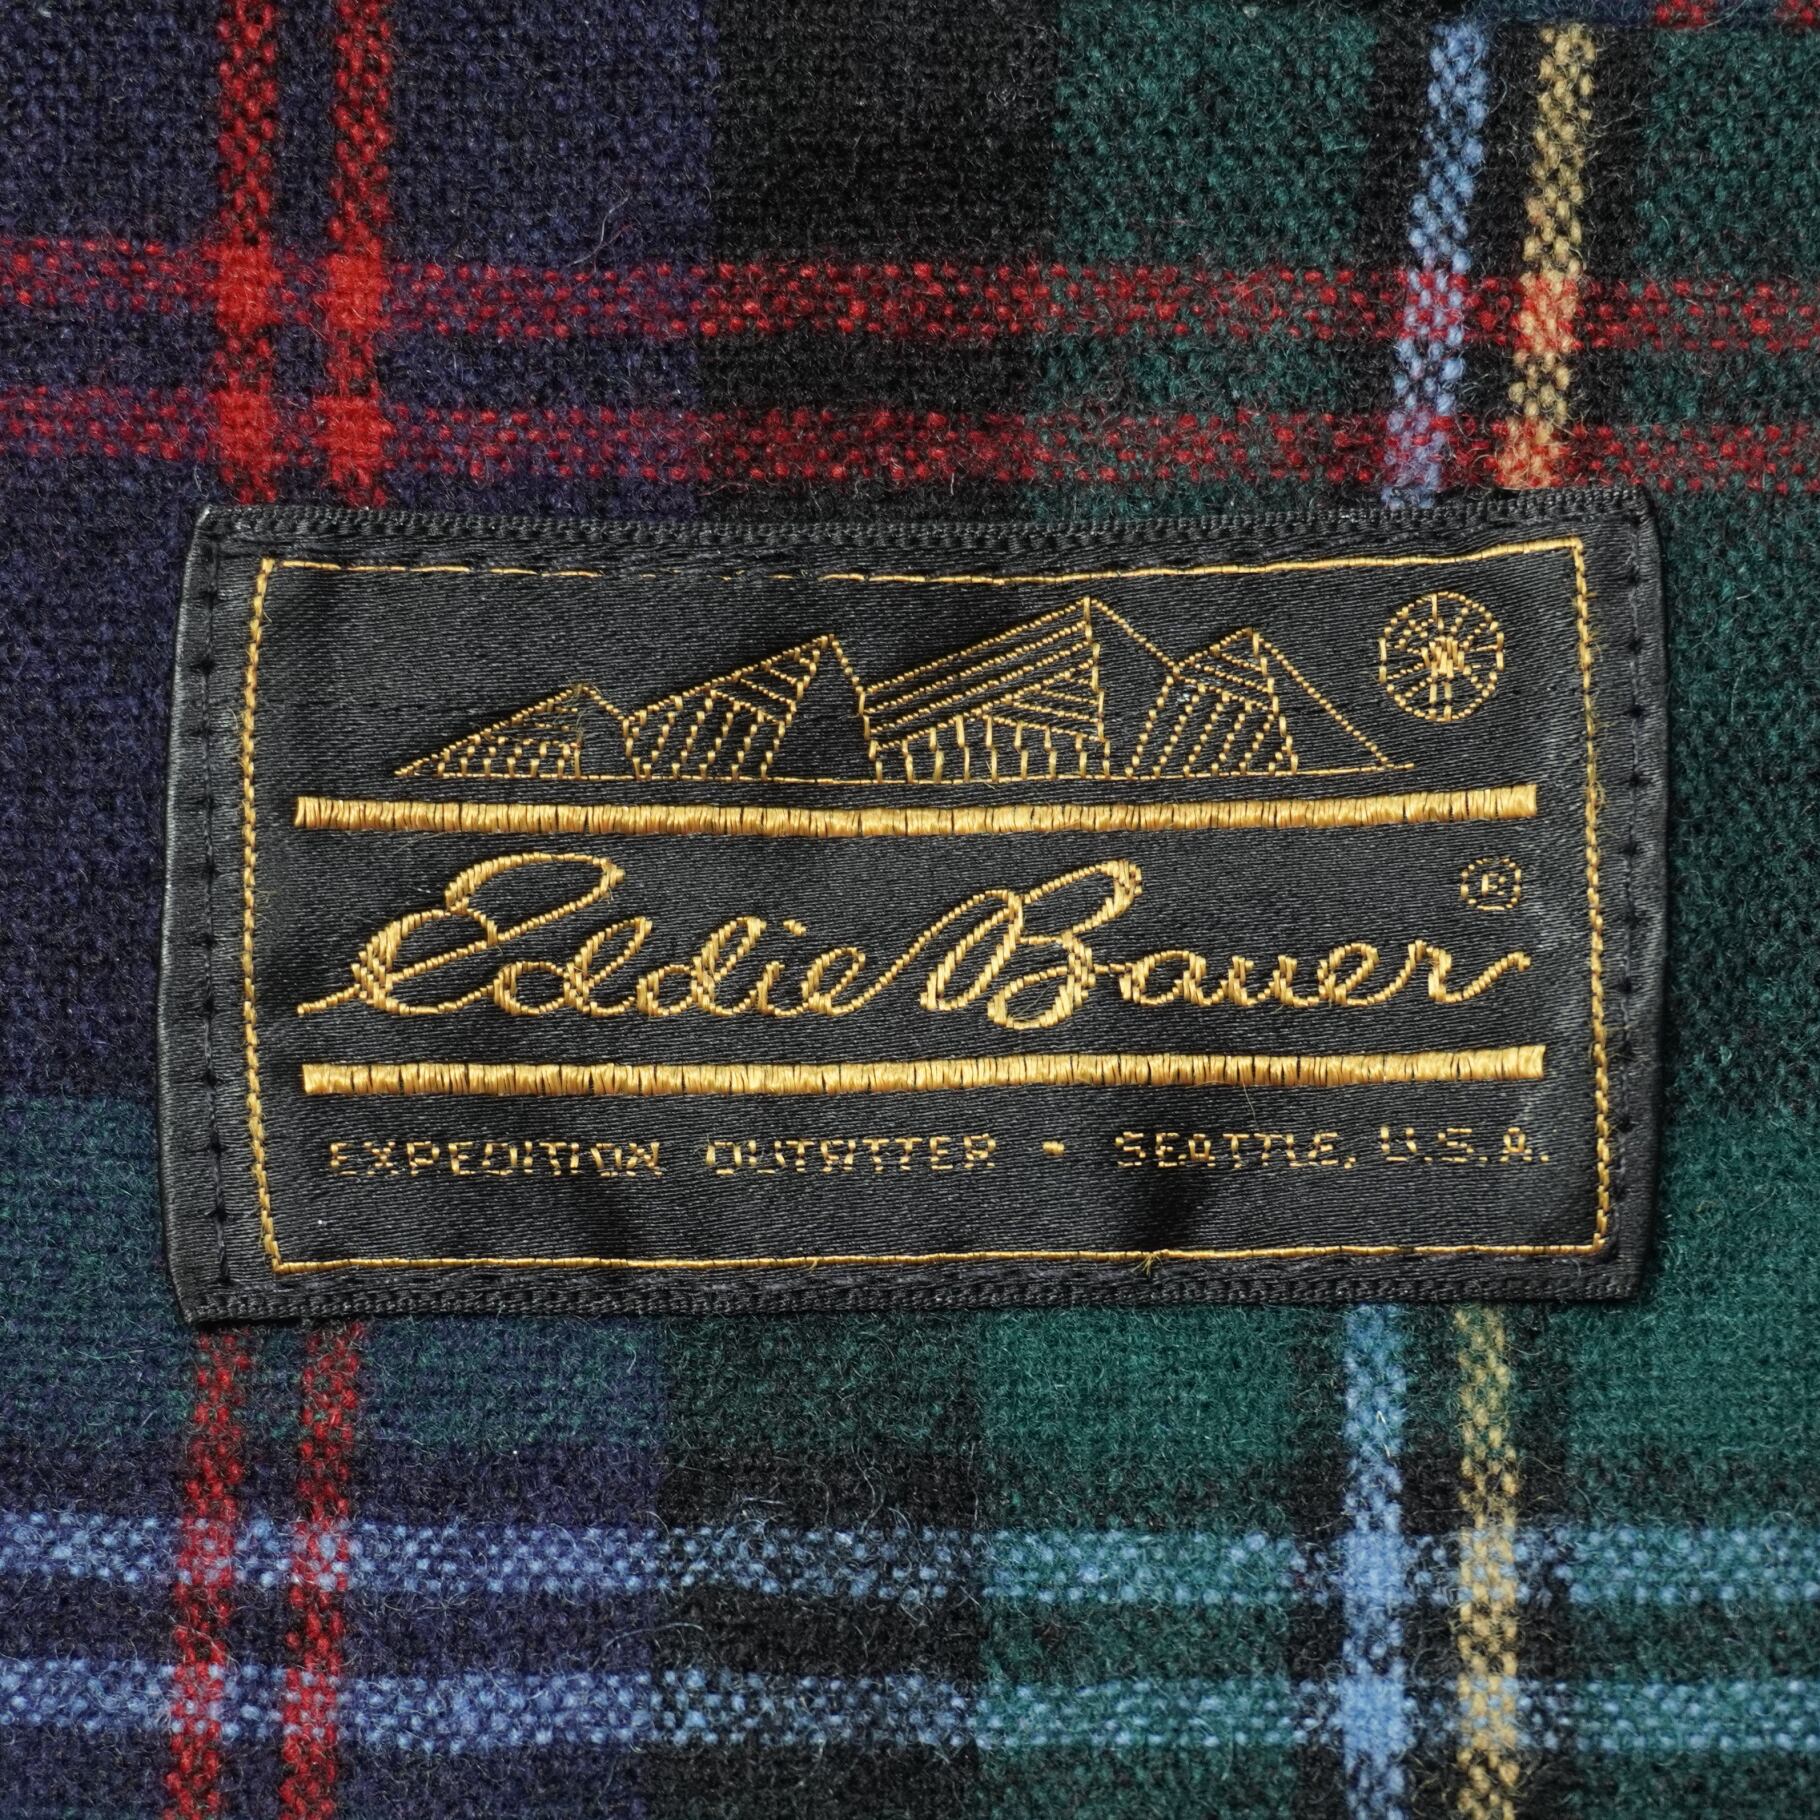 Eddie Bauer ®
EXPEDITION OUTFITTER • SEATTLE, U.S.A.